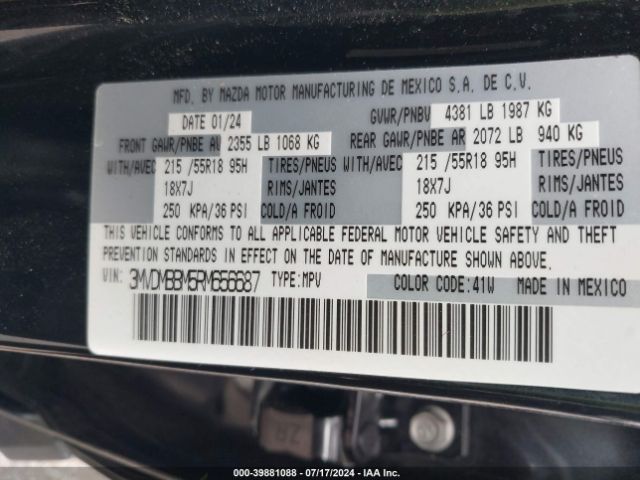 MFD. BY MAZDA MOTOR MANUFACTURING DE MEXICO S.A. DE C.V.
DATE 01/24 GVWR/PNBV 4381 LB 1987 KG
FRONT GAWR/PNBE AV 2355 LB 1068 KG REAR GAWR/PNBE AR 2072 LB 940 KG
WITH/AVEC 215 /55R18 95H TIRES/PNEUS WITH/AVEC 215 /55R18 95H TIRES/PNEUS
18X7J RIMS/JANTES 18X7J RIMS/JANTES
250 KPA/36 PSI COLD/A FROID 250 KPA/36 PSI COLD/A FROID
THIS VEHICLE CONFORMS TO ALL APPLICABLE FEDERAL MOTOR VEHICLE SAFETY AND THEFT
PREVENTION STANDARDS IN EFFECT ON THE DATE OF MANUFACTURE SHOWN ABOVE.
VIN: 3MVDMBBM5RM656687 TYPE:MPV COLOR CODE:41W MADE IN MEXICO
ZR
000-39881088 - 07/17/2024 - IAA Inc.